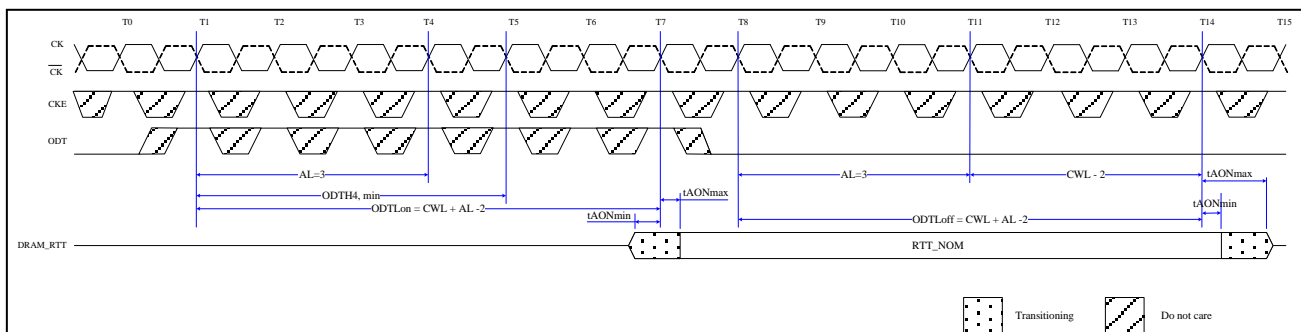 T0 T1 T2 T3 T4 T5 T6 T7 T8 T9 T10 T11 T12 T13 T14 T15
CK
CK
CKE
ODT
AL=3 AL=3 CWL - 2 tAONmax
ODTH4, min tAONmax
ODTLon = CWL + AL -2 tAONmin
tAONmin ODTLoff = CWL + AL -2
DRAM_RTT RTT_NOM
Transitioning Do not care